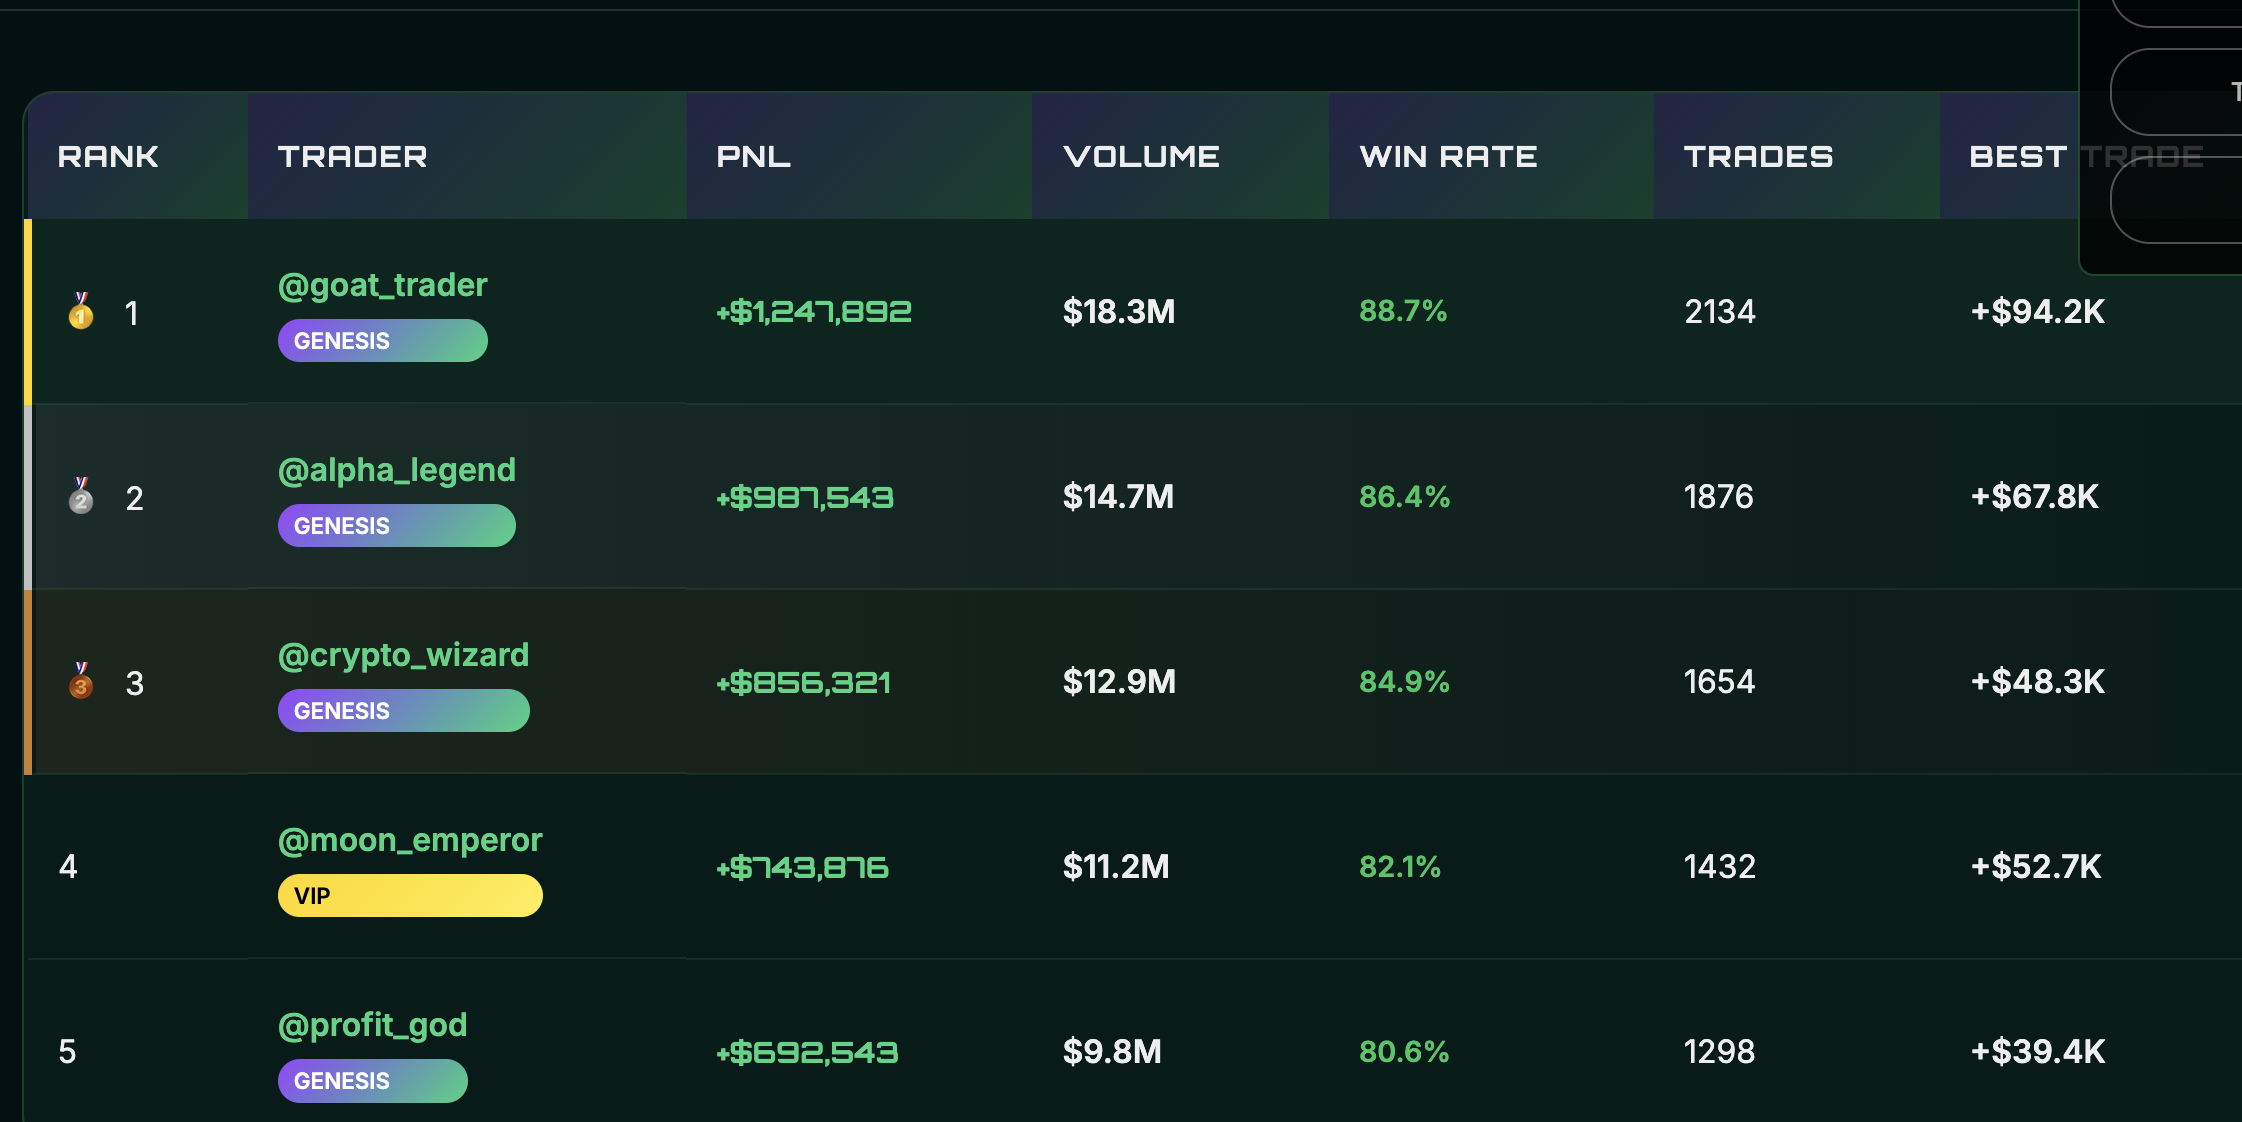 T
RANK TRADER PNL VOLUME WIN RATE TRADES BEST TRADE
@goat_trader
1 1 +$1,247,892 $18.3M 88.7% 2134 +$94.2K
GENESIS
@alpha_legend
2 2 +$987,543 $14.7M 86.4% 1876 +$67.8K
GENESIS
@crypto_wizard
3 3 +$856,321 $12.9M 84.9% 1654 +$48.3K
GENESIS
@moon_emperor
4 +$743,876 $11.2M 82.1% 1432 +$52.7K
VIP
@profit_god
5 +$692,543 $9.8M 80.6% 1298 +$39.4K
GENESIS